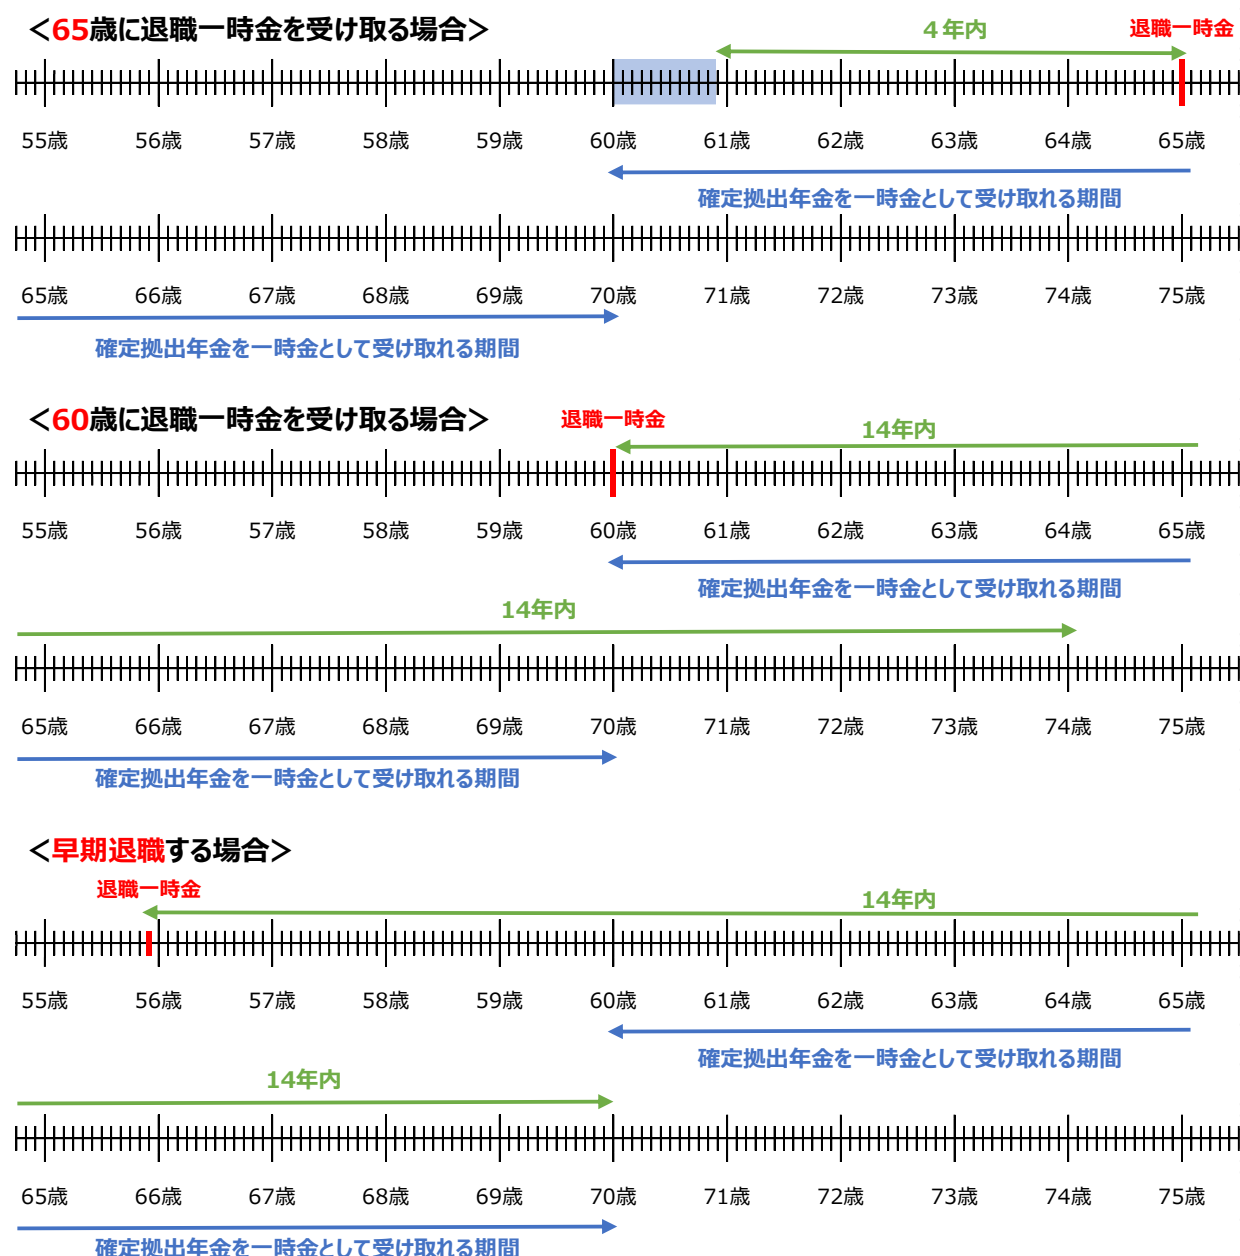 ＜65歳に退職一時金を受け取る場合＞
４年内
退職一時金
55歳 56歳 57歳 58歳 59歳 60歳 61歳 62歳 63歳 64歳 65歳
確定拠出年金を一時金として受け取れる期間
65歳 66歳 67歳 68歳 69歳 70歳 71歳 72歳 73歳 74歳 75歳
確定拠出年金を一時金として受け取れる期間
＜60歳に退職一時金を受け取る場合＞
退職一時金
14年内
55歳 56歳 57歳 58歳 59歳 60歳 61歳 62歳 63歳 64歳 65歳
確定拠出年金を一時金として受け取れる期間
14年内
65歳 66歳 67歳 68歳 69歳 70歳 71歳 72歳 73歳 74歳 75歳
確定拠出年金を一時金として受け取れる期間
＜早期退職する場合＞
退職一時金
14年内
55歳 56歳 57歳 58歳 59歳 60歳 61歳 62歳 63歳 64歳 65歳
確定拠出年金を一時金として受け取れる期間
14年内
65歳 66歳 67歳 68歳 69歳 70歳 71歳 72歳 73歳 74歳 75歳
確定拠出年金を一時金として受け取れる期間